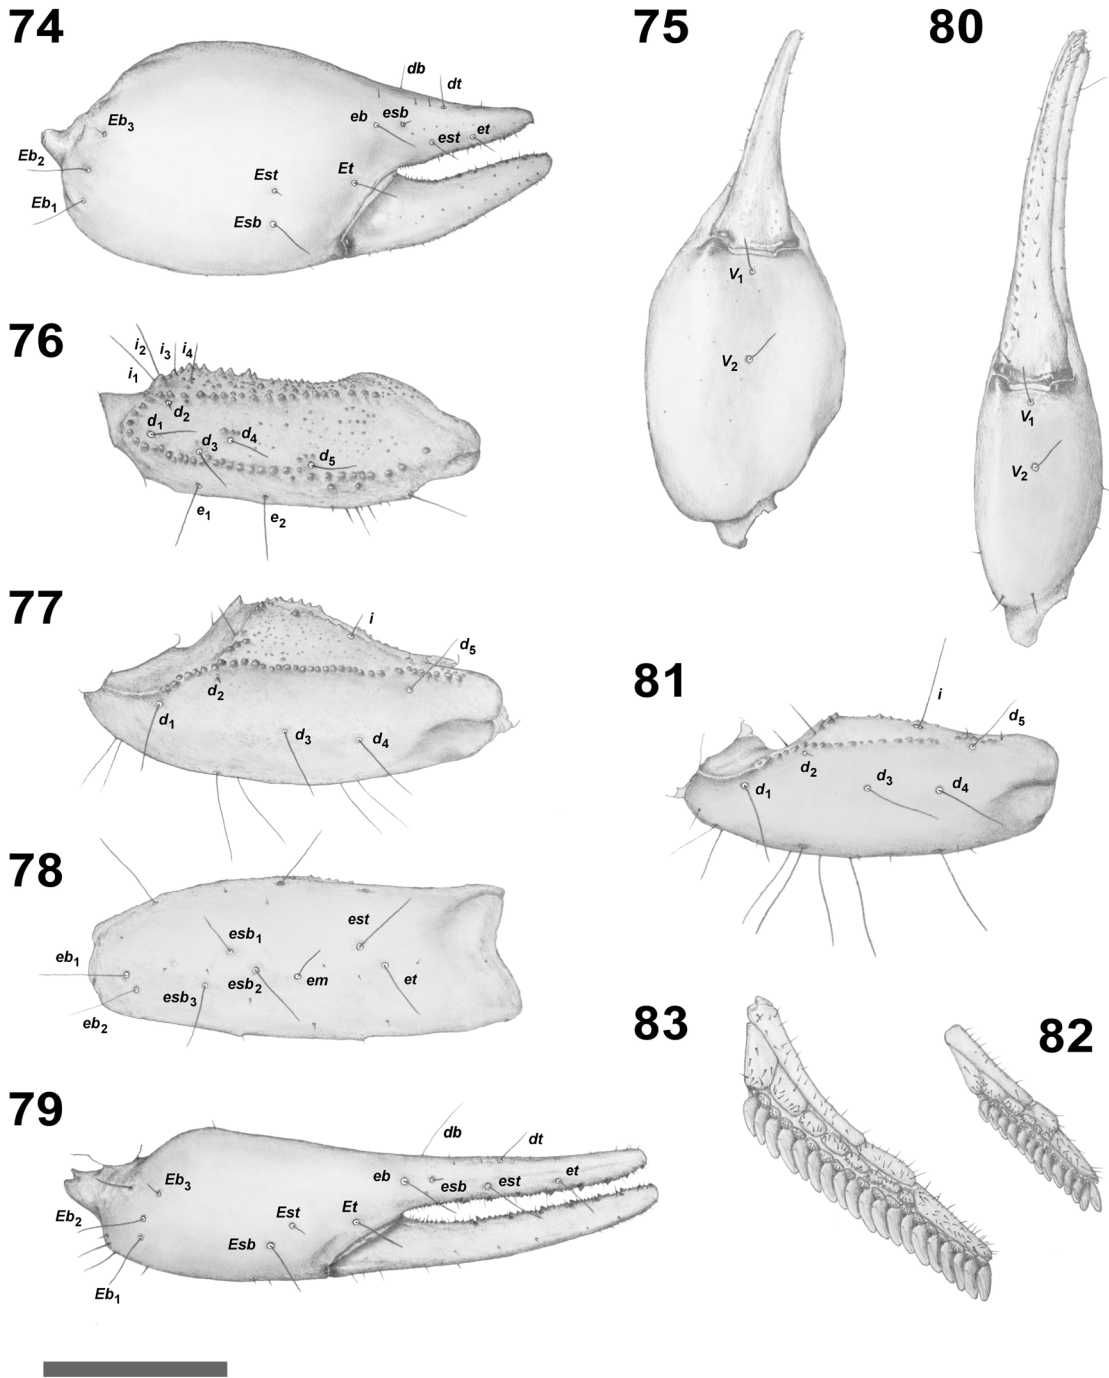 74
db
dt
eb
esb
est
et
Eb3
Eb2
Eb1
Est
Esb
Et
75
V1
V2
80
V1
V2
76
i2
i3
i4
i1
d2
d1
d3
d4
d5
e1
e2
77
i
d5
d2
d1
d3
d4
81
i
d5
d2
d1
d3
d4
78
est
esb1
eb1
esb3
esb2
em
et
eb2
83
82
79
db
dt
eb
esb
est
et
Eb3
Eb2
Est
Et
Esb
Eb1